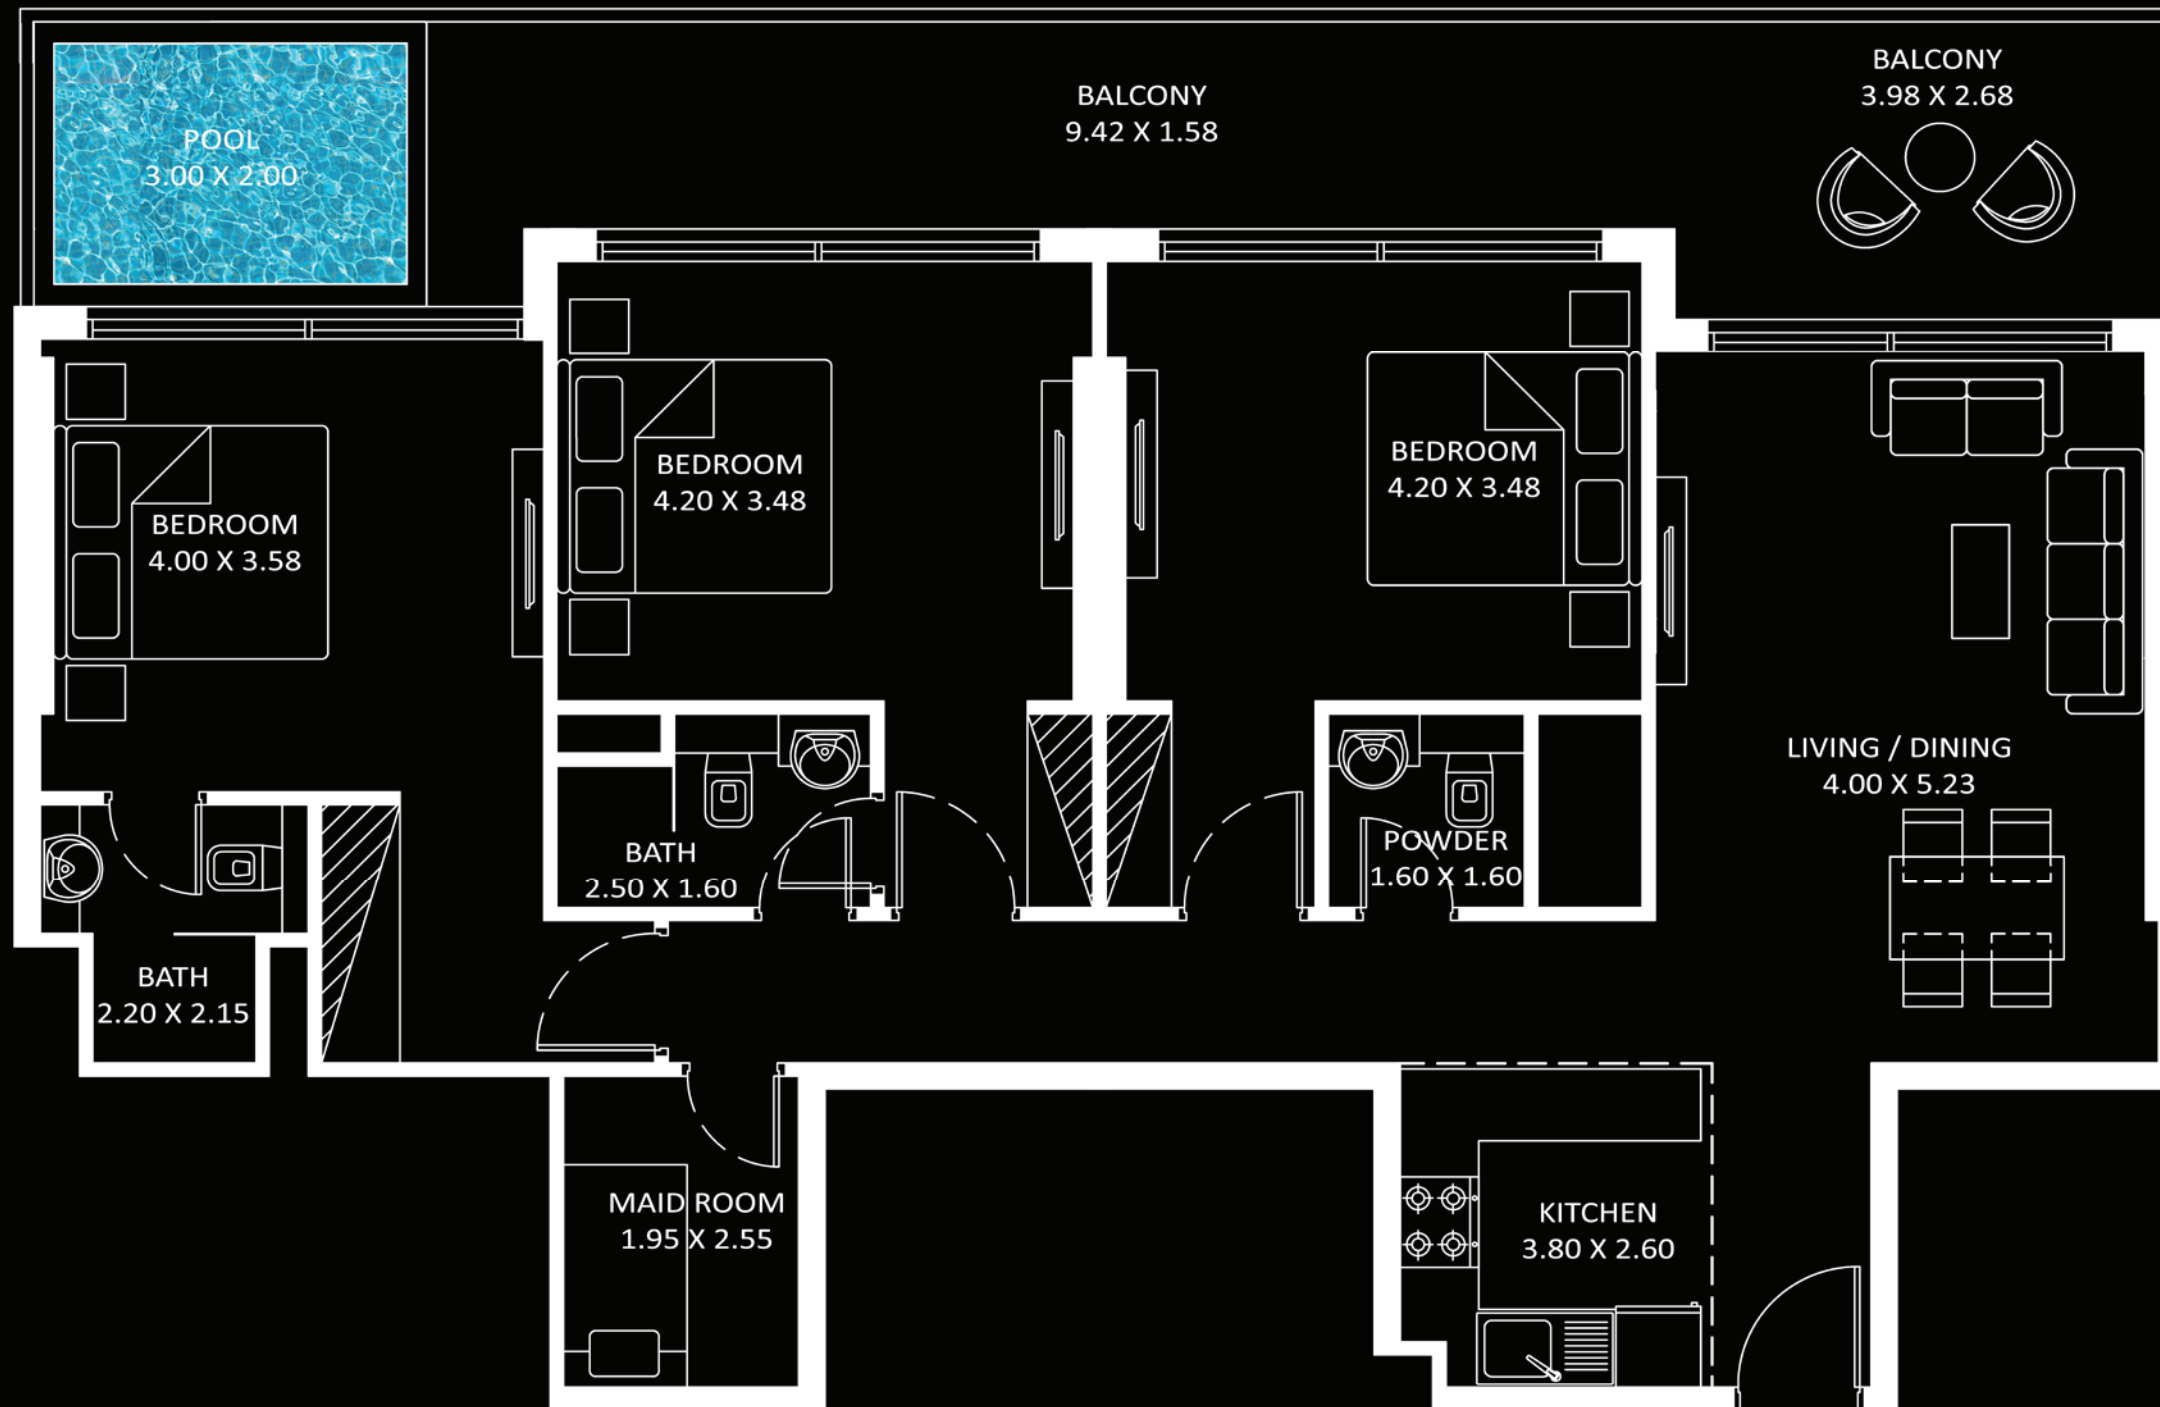 BALCONY
3.98 X 2.68
BALCONY
9.42 X 1.58
POOL
3.00 X 2.00
BEDROOM
4.20 X 3.48
BEDROOM
4.20 X 3.48
BEDROOM
4.00 X 3.58
LIVING / DINING
4.00 X 5.23
POWDER
1.60 X 1.60
BATH
2.50 X 1.60
BATH
2.20 X 2.15
MAID ROOM
1.95 X 2.55
KITCHEN
3.80 X 2.60